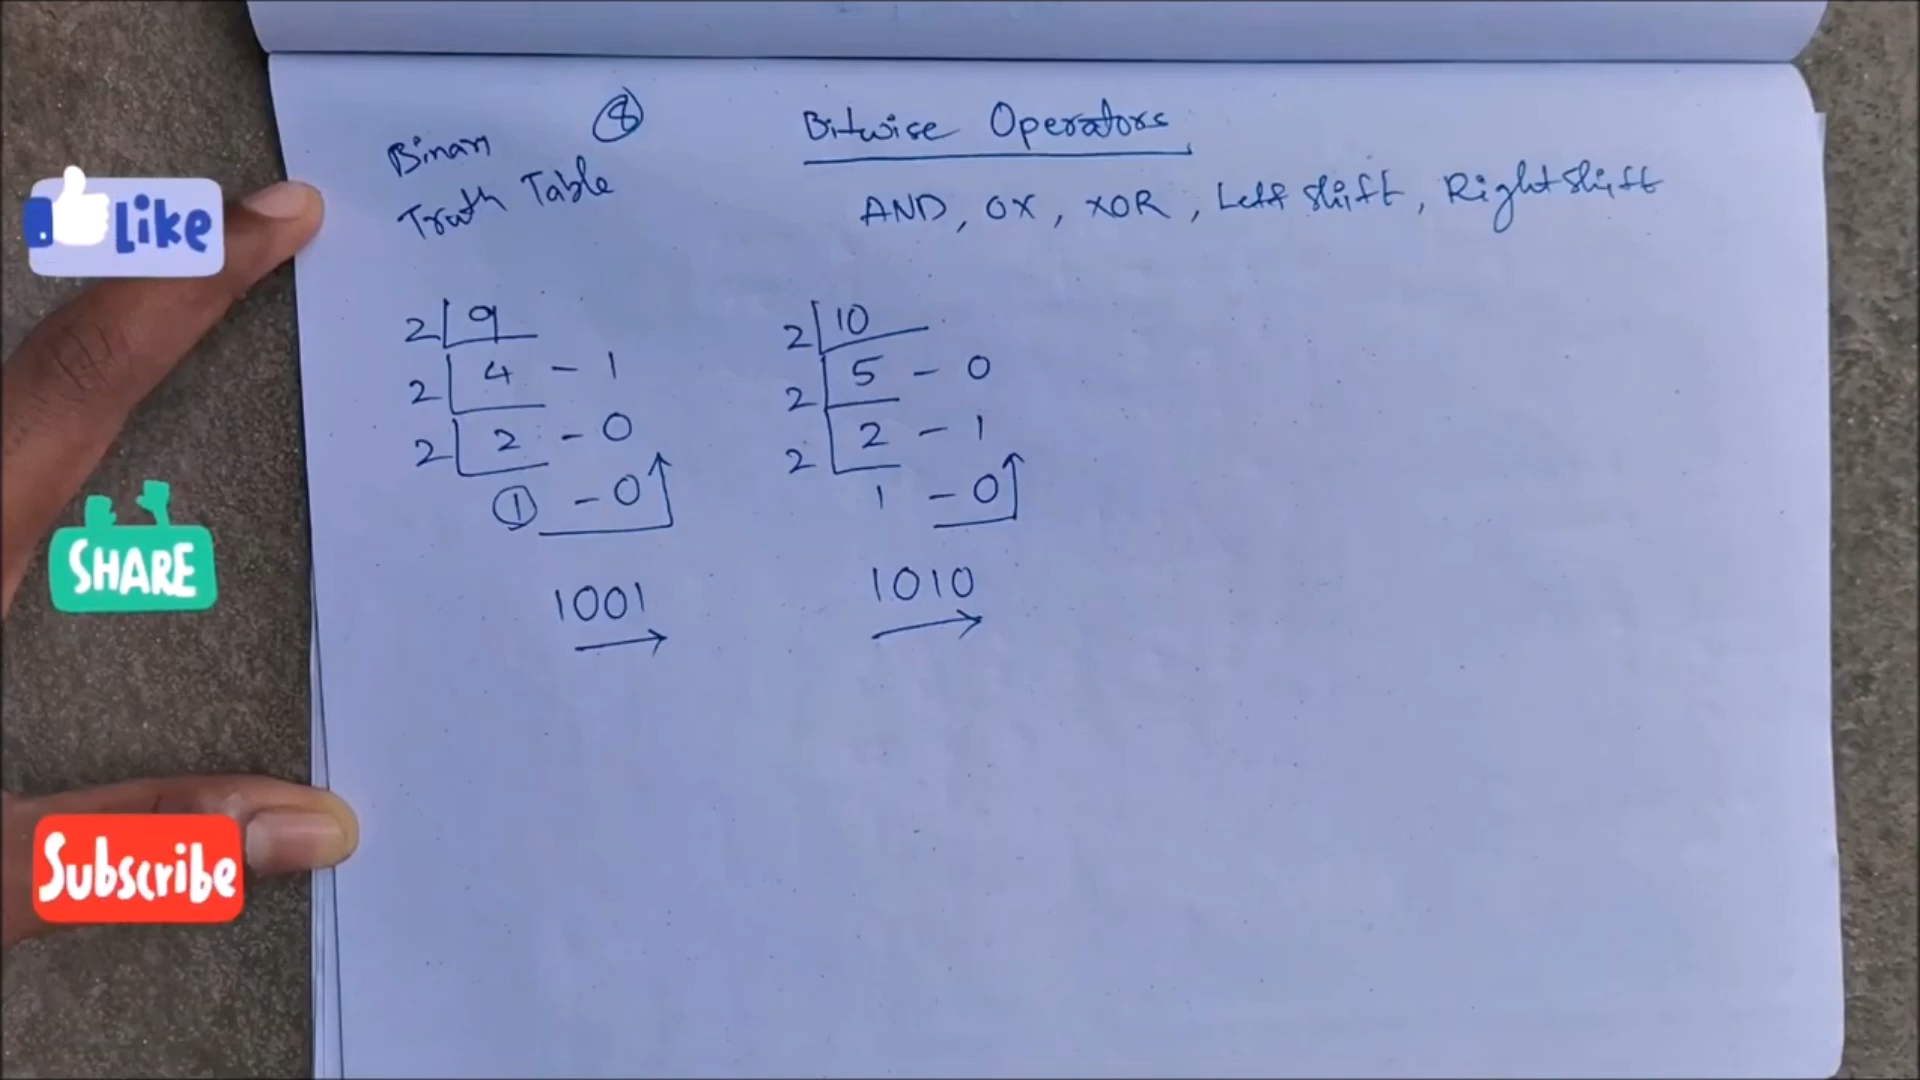 Binary
Truth Table
8
Bitwise Operators
AND, OR, XOR, Left shift, Right shift
2 9
2 4 - 1
2 2 - 0
1 - 0
1001
2 10
2 5 - 0
2 2 - 1
1 - 0
1010
Like
SHARE
Subscribe